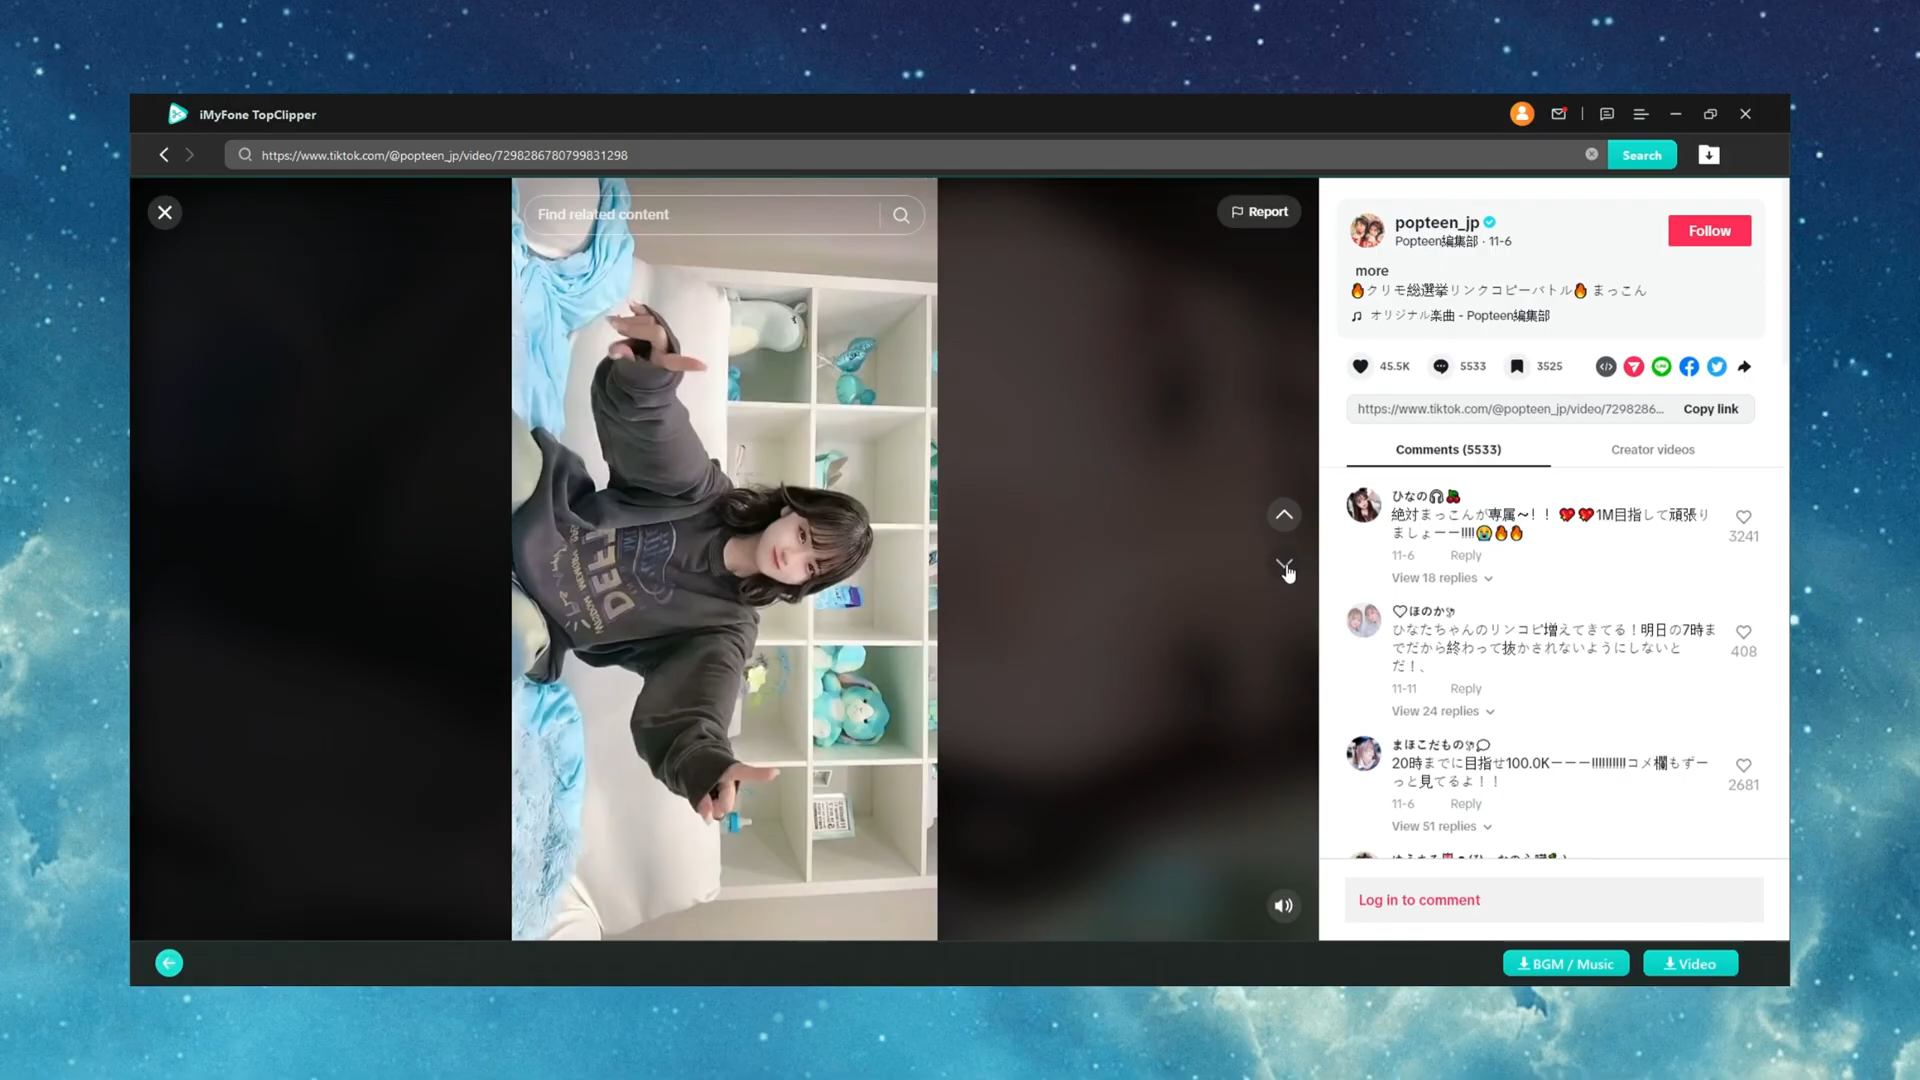 iMyFone TopClipper
https://www.tiktok.com/@popteen_jp/video/7298286780799831298
Search
Find related content
Report
popteen_jp
Popteen編集部 · 11-6
Follow
more
🔥クリモ総選挙リンクコピーバトル🔥 まっこん
オリジナル楽曲 - Popteen編集部
45.5K
5533
3525
https://www.tiktok.com/@popteen_jp/video/7298286...
Copy link
Comments (5533)
Creator videos
ひなの🎧🍒
絶対まっこんが専属〜！！ 💖💖1M目指して頑張り
ましょーー!!!!😭🔥🔥
3241
11-6
Reply
View 18 replies
♡ほのか🐿
ひなたちゃんのリンコピ増えてきてる！明日の7時ま
でだから終わって抜かされないようにしないと
だ！、
408
11-11
Reply
View 24 replies
まほこだもの🐿💭
20時までに目指せ100.0Kーーー!!!!!!!!!コメ欄もずー
っと見てるよ！！
2681
11-6
Reply
View 51 replies
Log in to comment
BGM / Music
Video